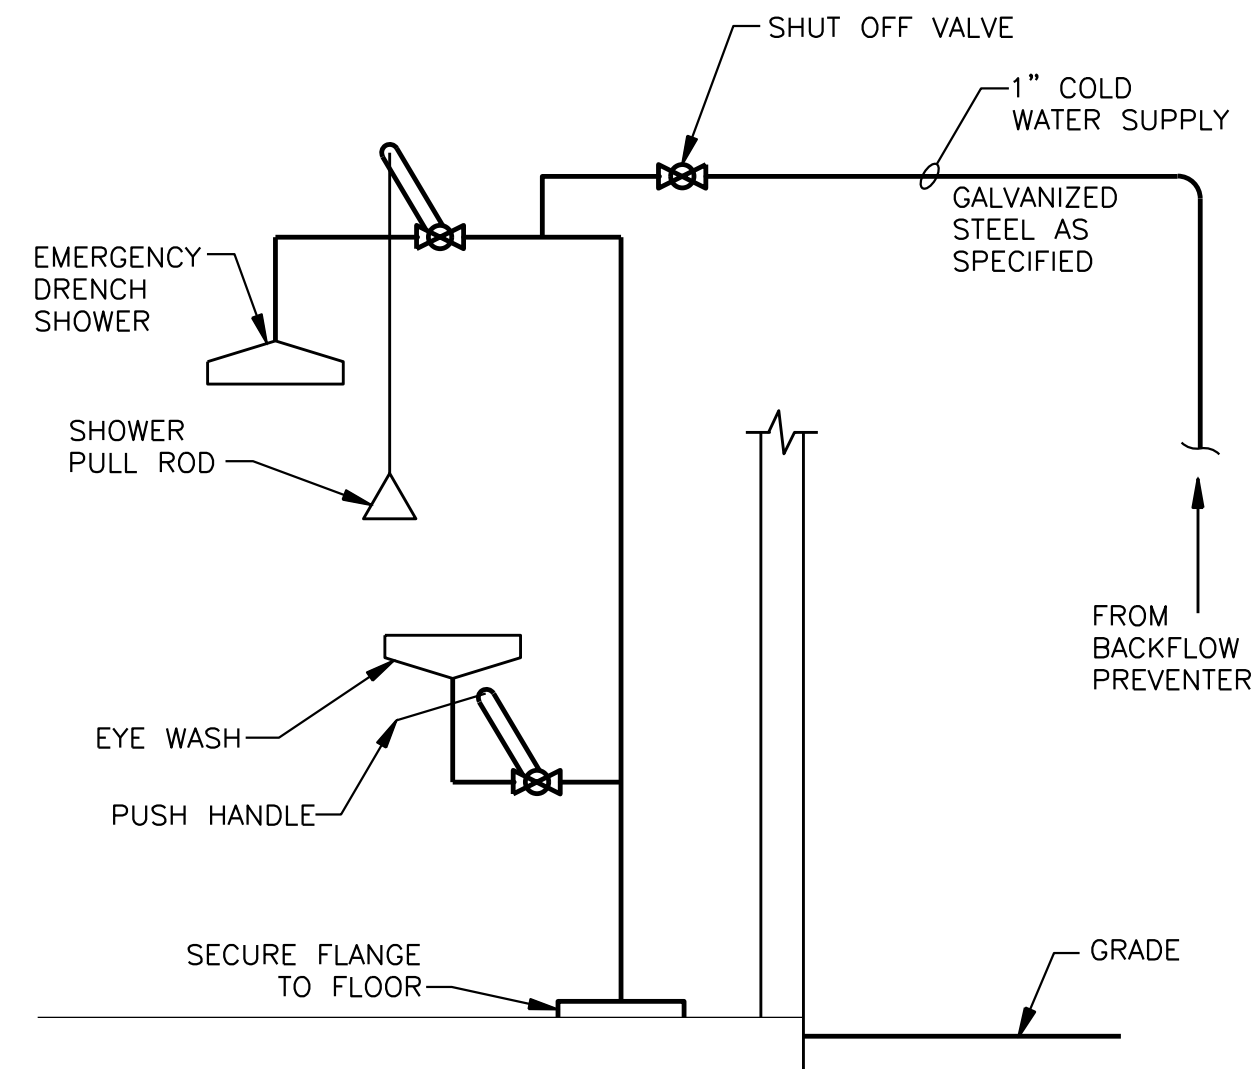 SHUT OFF VALVE
1" COLD
WATER SUPPLY
GALVANIZED
STEEL AS
SPECIFIED
EMERGENCY
DRENCH
SHOWER
SHOWER
PULL ROD
FROM
BACKFLOW
PREVENTER
EYE WASH
PUSH HANDLE
SECURE FLANGE
TO FLOOR
GRADE